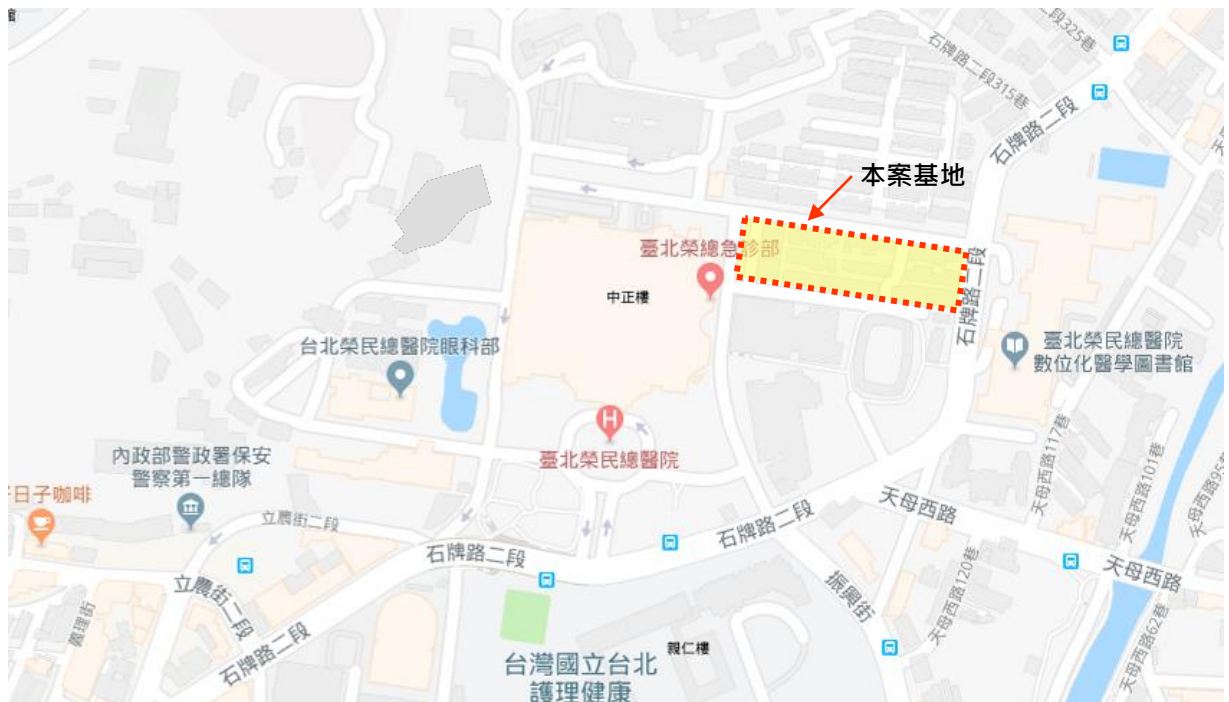 館
段325巷
石牌路二段315巷
石牌路二段
天
本案基地
臺北榮總急診部
中正樓
石牌路二段
台北榮民總醫院眼科部
臺北榮民總醫院
數位化醫學圖書館
H
臺北榮民總醫院
內政部警政署保安
警察第一總隊
日子咖啡
立農街二段
石牌路二段
石牌路二段
天母西路
天母西路117巷
天母西路101巷
天母西路95巷
天母西路
立農街二段
護理街
石牌路二段
振興街
天母西路120巷
天母西路62巷
親仁樓
台灣國立台北
護理健康